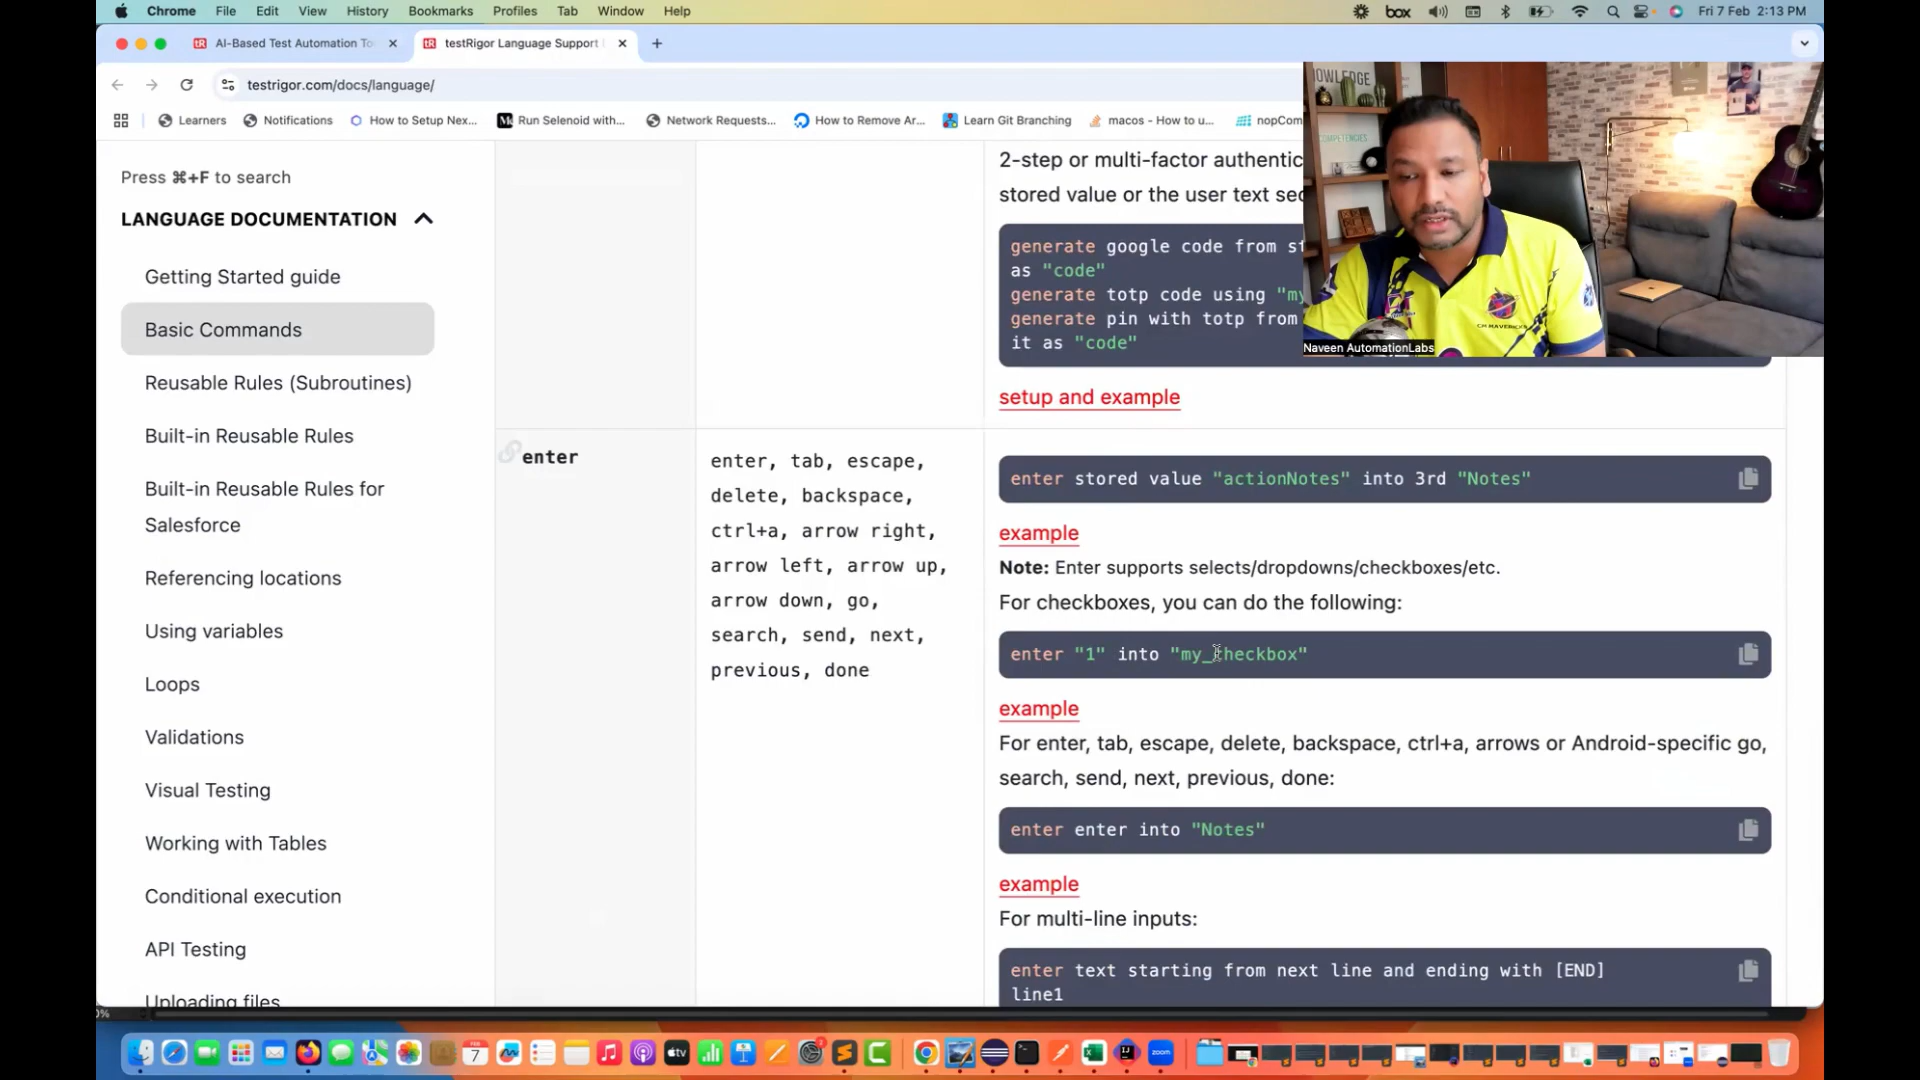 Chrome File Edit View History Bookmarks Profiles Tab Window Help
box
Fri 7 Feb 2:13 PM
AI-Based Test Automation To
testRigor Language Support (
testrigor.com/docs/language/
Learners
Notifications
How to Setup Nex...
Run Selenoid with...
Network Requests...
How to Remove Ar...
Learn Git Branching
macos - How to u...
nopCom
Press ⌘+F to search
LANGUAGE DOCUMENTATION
Getting Started guide
Basic Commands
Reusable Rules (Subroutines)
Built-in Reusable Rules
Built-in Reusable Rules for
Salesforce
Referencing locations
Using variables
Loops
Validations
Visual Testing
Working with Tables
Conditional execution
API Testing
Uploading files
enter
enter, tab, escape,
delete, backspace,
ctrl+a, arrow right,
arrow left, arrow up,
arrow down, go,
search, send, next,
previous, done
2-step or multi-factor authentic
stored value or the user text sec
generate google code from st
as "code"
generate totp code using "my
generate pin with totp from
it as "code"
setup and example
enter stored value "actionNotes" into 3rd "Notes"
example
Note: Enter supports selects/dropdowns/checkboxes/etc.
For checkboxes, you can do the following:
enter "1" into "my_checkbox"
example
For enter, tab, escape, delete, backspace, ctrl+a, arrows or Android-specific go,
search, send, next, previous, done:
enter enter into "Notes"
example
For multi-line inputs:
enter text starting from next line and ending with [END]
line1
NOWLEDGE
COMPETENCIES
CH MAVERICKS
Naveen AutomationLabs
0%
FEB
7
tv
zoom